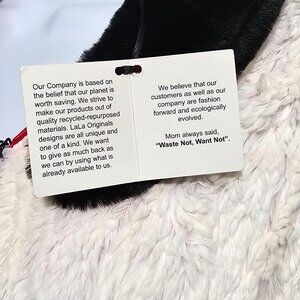 Our Company is based on
the belief that our planet is
worth saving. We strive to
make our products out of
quality recycled-repurposed
materials. LaLa Originals
designs are all unique and
one of a kind. We want
to give as much back as
we can by using what is
already available to us.
We believe that our
customers as well as our
company are fashion
forward and ecologically
evolved.
Mom always said,
"Waste Not, Want Not".